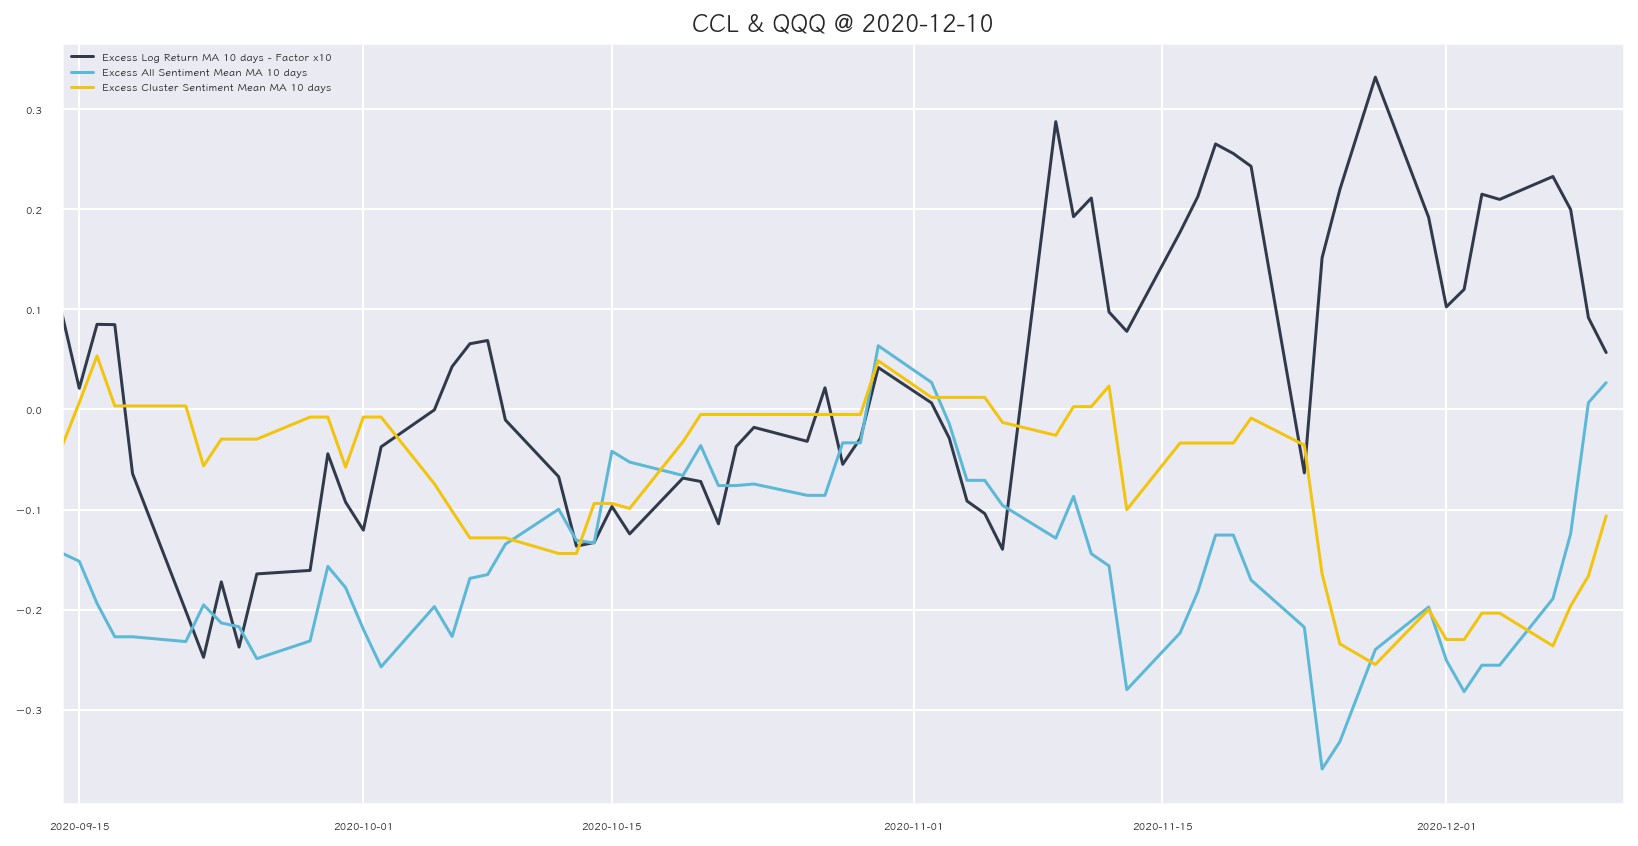 CCL & QQQ @ 2020-12-10
Excess Log Return MA 10 days - Factor x10
Excess All Sentiment Mean MA 10 days
Excess Cluster Sentiment Mean MA 10 days
0.3
0.2
0.1
0.0
−0.1
−0.2
−0.3
2020-09-15 2020-10-01 2020-10-15 2020-11-01 2020-11-15 2020-12-01